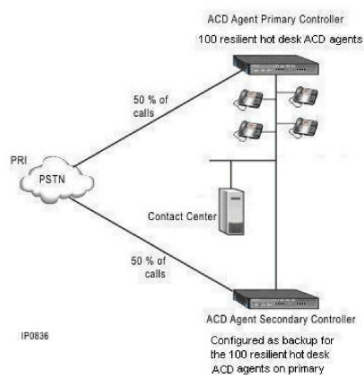 ACD Agent Primary Controller
100 resilient hot desk ACD agents
50 % of
calls
PRI
PSTN
Contact Center
50 % of
calls
ACD Agent Secondary Controller
IP0836
Configured as backup for
the 100 resilient hot desk
ACD agents on primary